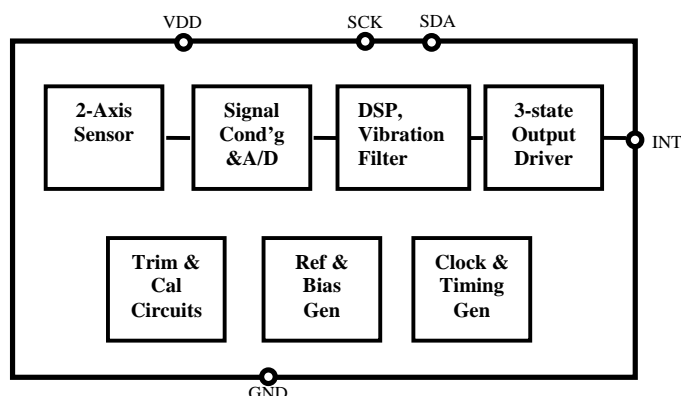 VDD
SCK
SDA
2-Axis
Sensor
Signal
Cond'g
&A/D
DSP,
Vibration
Filter
3-state
Output
Driver
INT
Trim &
Cal
Circuits
Ref &
Bias
Gen
Clock &
Timing
Gen
GND